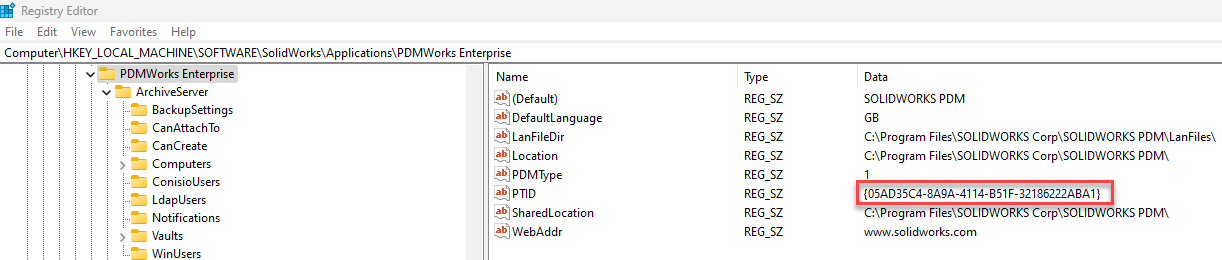 Registry Editor
File Edit View Favorites Help
Computer\HKEY_LOCAL_MACHINE\SOFTWARE\SolidWorks\Applications\PDMWorks Enterprise
PDMWorks Enterprise
ArchiveServer
BackupSettings
CanAttachTo
CanCreate
Computers
ConisioUsers
LdapUsers
Notifications
Vaults
WinUsers
Name Type Data
(Default) REG_SZ SOLIDWORKS PDM
DefaultLanguage REG_SZ GB
LanFileDir REG_SZ C:\Program Files\SOLIDWORKS Corp\SOLIDWORKS PDM\LanFiles\
Location REG_SZ C:\Program Files\SOLIDWORKS Corp\SOLIDWORKS PDM\
PDMType REG_SZ 1
PTID REG_SZ {05AD35C4-8A9A-4114-B51F-32186222ABA1}
SharedLocation REG_SZ C:\Program Files\SOLIDWORKS Corp\SOLIDWORKS PDM\
WebAddr REG_SZ www.solidworks.com